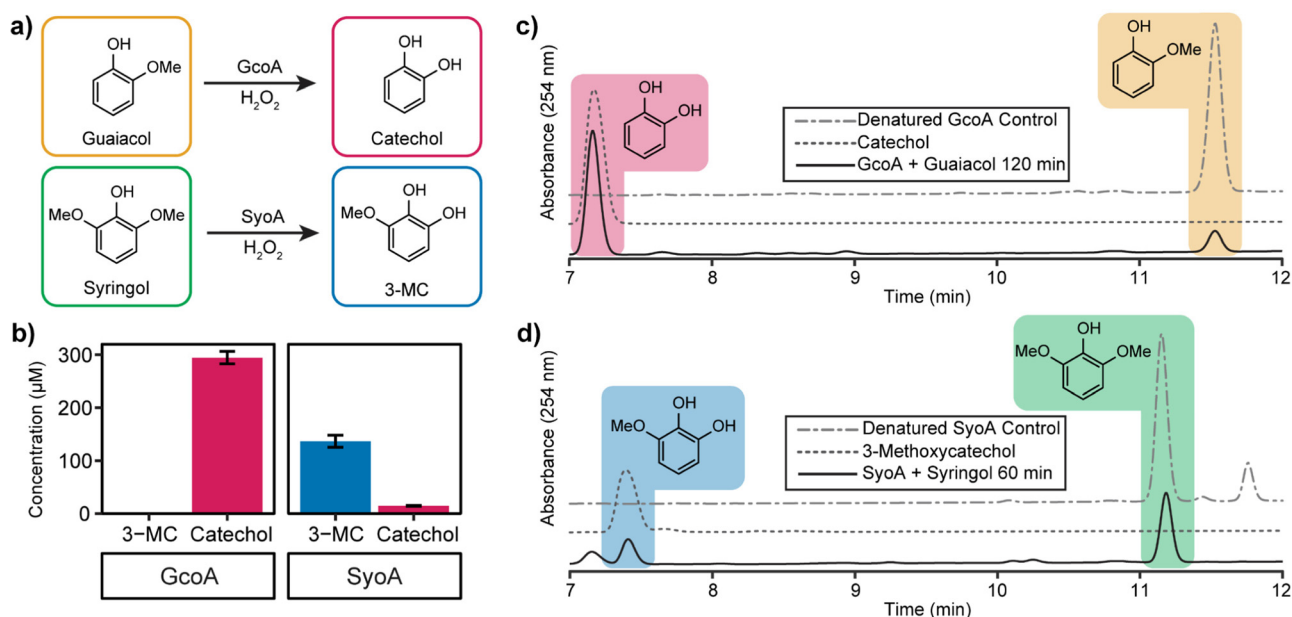 a)
OH
OMe
Guaiacol
GcoA
H₂O₂
OH
OH
Catechol
OH
MeO
OMe
Syringol
SyoA
H₂O₂
OH
MeO
OH
3-MC
b)
Concentration (µM)
300
200
100
0
3−MC
Catechol
3−MC
Catechol
GcoA
SyoA
c)
Absorbance (254 nm)
OH
OH
OH
OMe
Denatured GcoA Control
Catechol
GcoA + Guaiacol 120 min
7
8
9
10
11
12
Time (min)
d)
Absorbance (254 nm)
OH
MeO
OH
OH
MeO
OMe
Denatured SyoA Control
3-Methoxycatechol
SyoA + Syringol 60 min
7
8
9
10
11
12
Time (min)